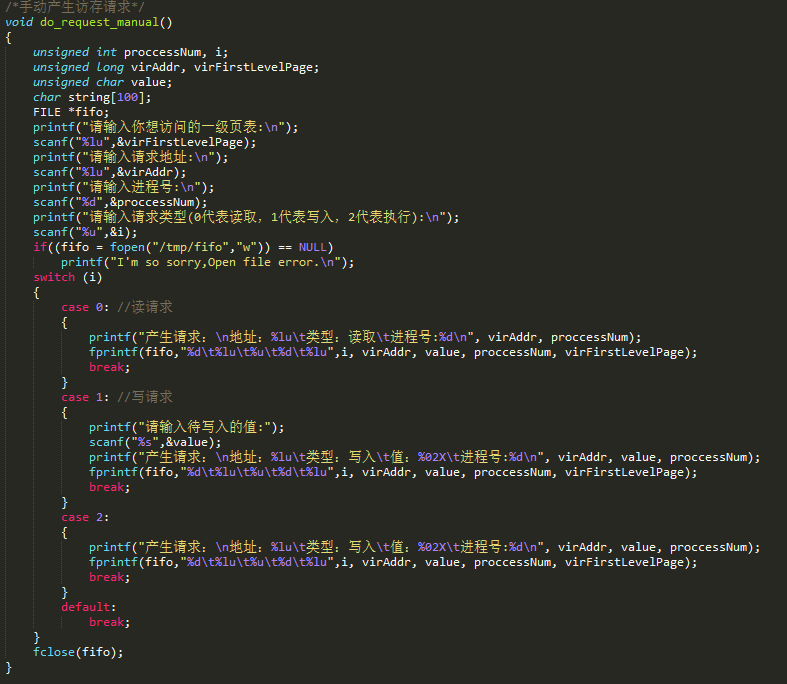 /*手动产生访存请求*/
void do_request_manual()
{
    unsigned int proccessNum, i;
    unsigned long virAddr, virFirstLevelPage;
    unsigned char value;
    char string[100];
    FILE *fifo;
    printf("请输入你想访问的一级页表:\n");
    scanf("%lu",&virFirstLevelPage);
    printf("请输入请求地址:\n");
    scanf("%lu",&virAddr);
    printf("请输入进程号:\n");
    scanf("%d",&proccessNum);
    printf("请输入请求类型(0代表读取，1代表写入，2代表执行):\n");
    scanf("%u",&i);
    if((fifo = fopen("/tmp/fifo","w")) == NULL)
        printf("I'm so sorry,Open file error.\n");
    switch (i)
    {
        case 0: //读请求
        {
            printf("产生请求：\n地址：%lu\t类型：读取\t进程号:%d\n", virAddr, proccessNum);
            fprintf(fifo,"%d\t%lu\t%u\t%d\t%lu",i, virAddr, value, proccessNum, virFirstLevelPage);
            break;
        }
        case 1: //写请求
        {
            printf("请输入待写入的值:");
            scanf("%s",&value);
            printf("产生请求：\n地址：%lu\t类型：写入\t值：%02X\t进程号:%d\n", virAddr, value, proccessNum);
            fprintf(fifo,"%d\t%lu\t%u\t%d\t%lu",i, virAddr, value, proccessNum, virFirstLevelPage);
            break;
        }
        case 2:
        {
            printf("产生请求：\n地址：%lu\t类型：写入\t值：%02X\t进程号:%d\n", virAddr, value, proccessNum);
            fprintf(fifo,"%d\t%lu\t%u\t%d\t%lu",i, virAddr, value, proccessNum, virFirstLevelPage);
            break;
        }
        default:
            break;
    }
    fclose(fifo);
}